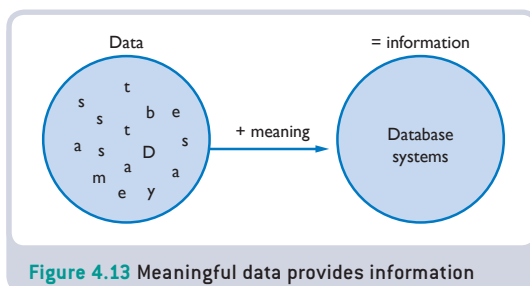 Data
= information
t
s
b e
s
t
+ meaning
a s D s
a a
m
e y
Database
systems
Figure 4.13 Meaningful data provides information